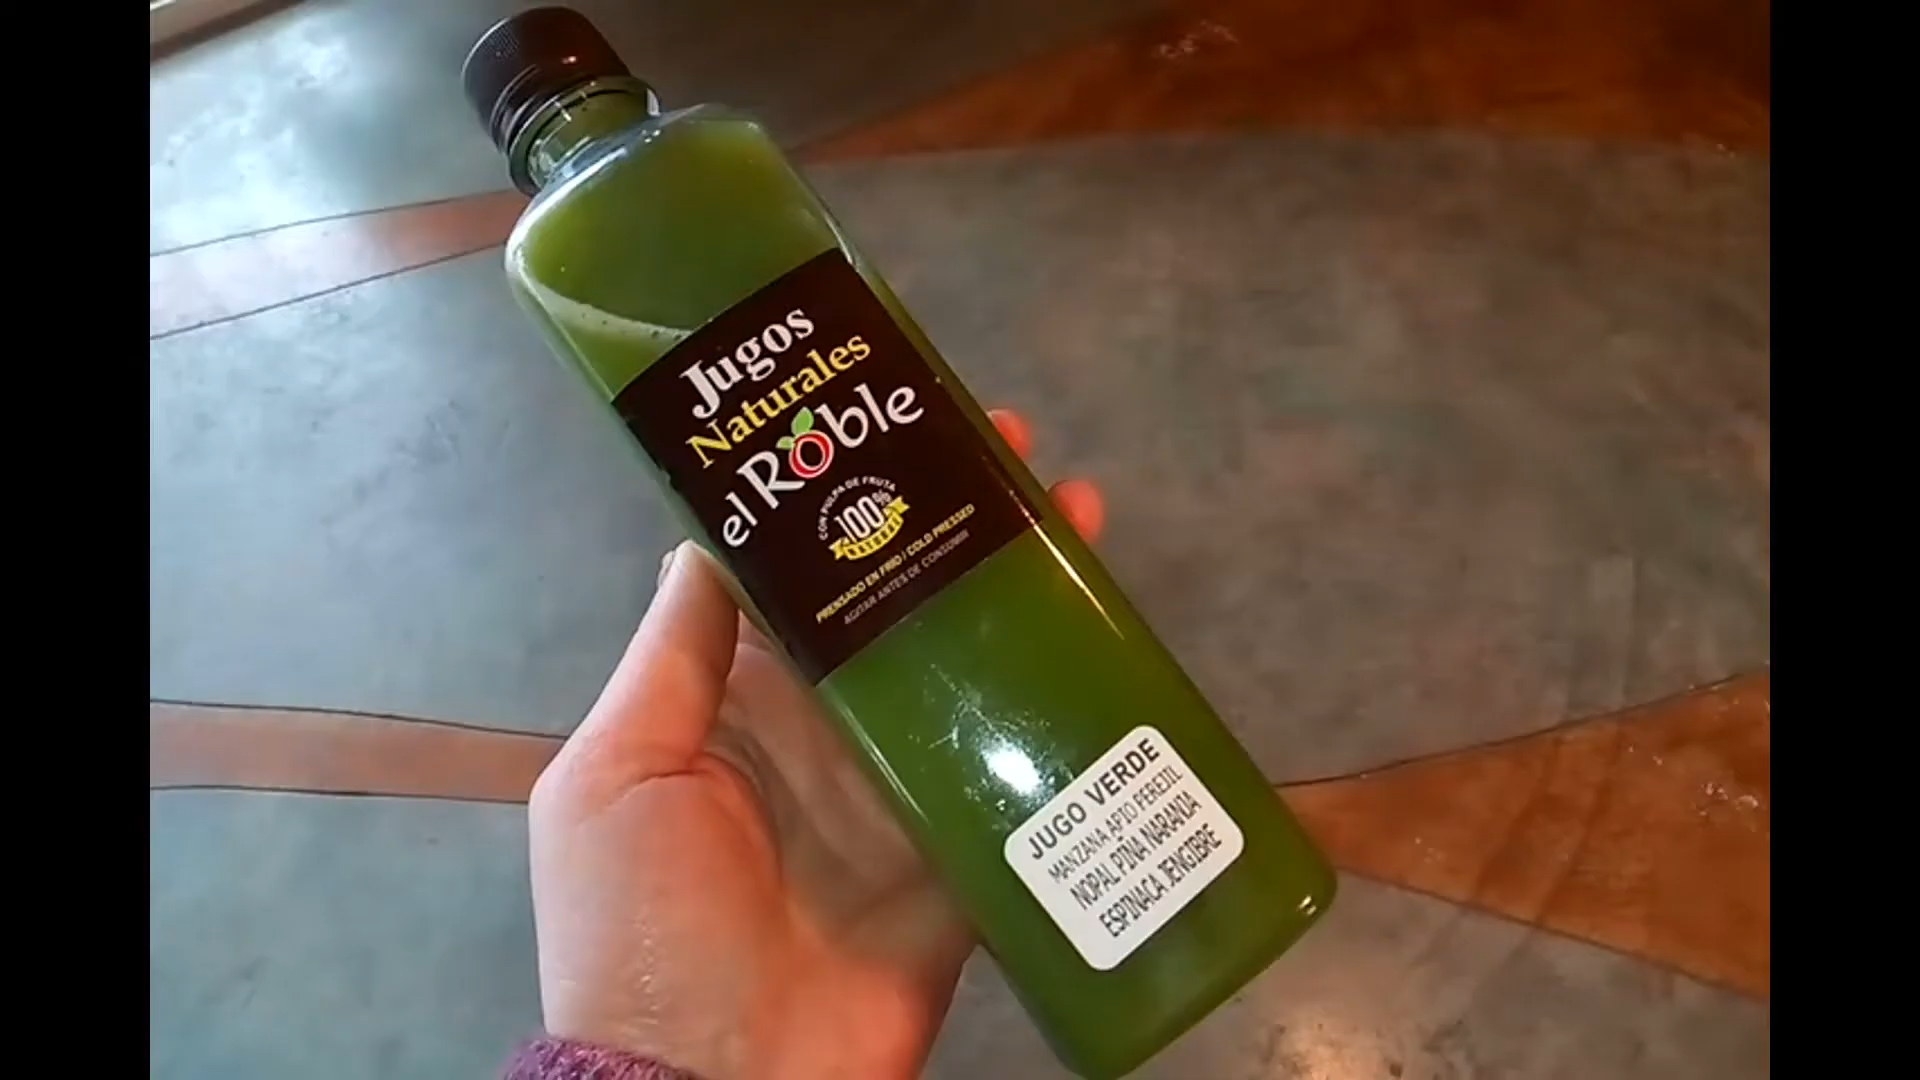 Jugos
Naturales
el Roble
CON PULPA DE FRUTA
100%
NATURAL
PRENSADO EN FRIO / COLD PRESSED
AGITAR ANTES DE CONSUMIR
JUGO VERDE
MANZANA APIO PEREJIL
NOPAL PIÑA NARANJA
ESPINACA JENGIBRE